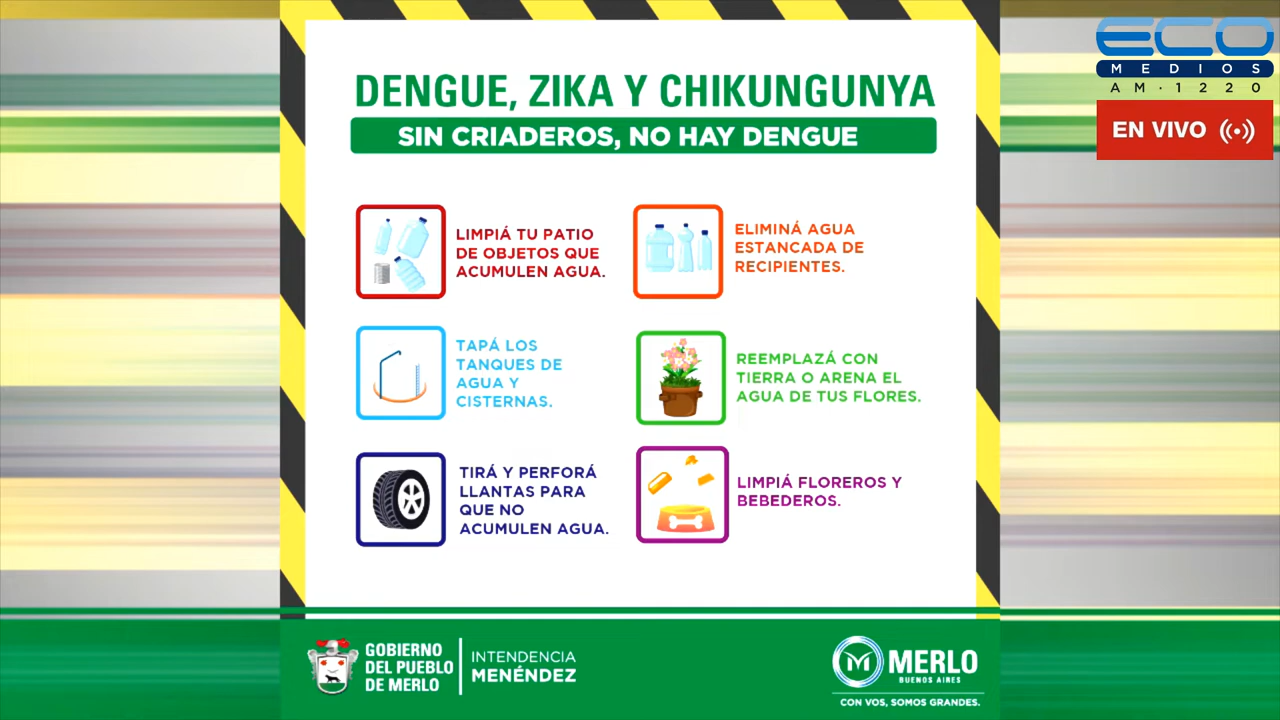 ECO
MEDIOS
AM·1220
EN VIVO
DENGUE, ZIKA Y CHIKUNGUNYA
SIN CRIADEROS, NO HAY DENGUE
LIMPIÁ TU PATIO
DE OBJETOS QUE
ACUMULEN AGUA.
ELIMINÁ AGUA
ESTANCADA DE
RECIPIENTES.
TAPÁ LOS
TANQUES DE
AGUA Y
CISTERNAS.
REEMPLAZÁ CON
TIERRA O ARENA EL
AGUA DE TUS FLORES.
TIRÁ Y PERFORÁ
LLANTAS PARA
QUE NO
ACUMULEN AGUA.
LIMPIÁ FLOREROS Y
BEBEDEROS.
GOBIERNO
DEL PUEBLO
DE MERLO
INTENDENCIA
MENÉNDEZ
MERLO
BUENOS AIRES
CON VOS, SOMOS GRANDES.